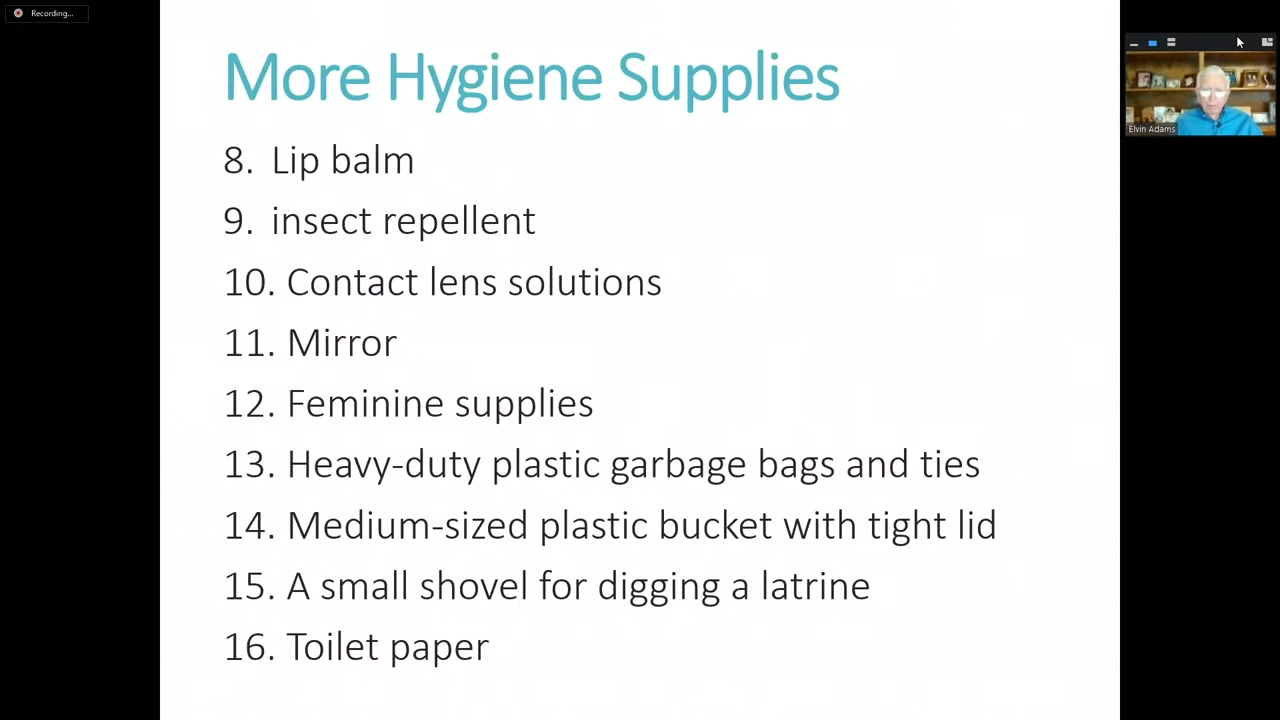 Recording...
More Hygiene Supplies
8. Lip balm
9. insect repellent
10. Contact lens solutions
11. Mirror
12. Feminine supplies
13. Heavy-duty plastic garbage bags and ties
14. Medium-sized plastic bucket with tight lid
15. A small shovel for digging a latrine
16. Toilet paper
Elvin Adams